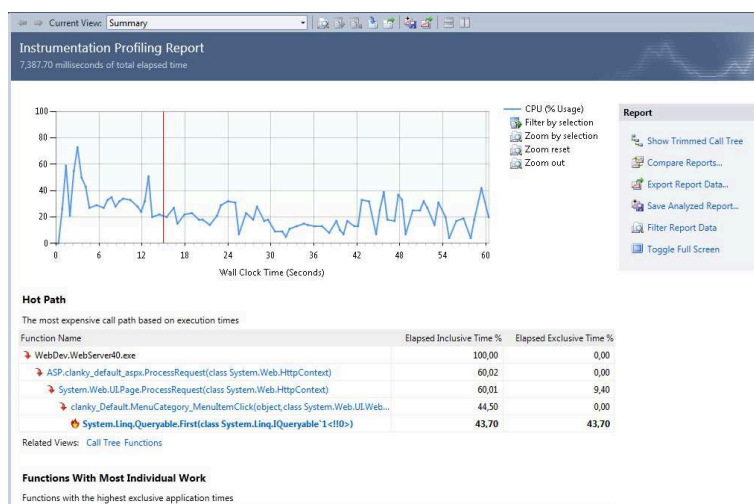 Current View: Summary
Instrumentation Profiling Report
7,387.70 milliseconds of total elapsed time
100
80
60
40
20
0
0 6 12 18 24 30 36 42 48 54 60
Wall Clock Time (Seconds)
CPU (% Usage)
Filter by selection
Zoom by selection
Zoom reset
Zoom out
Report
Show Trimmed Call Tree
Compare Reports...
Export Report Data...
Save Analyzed Report...
Filter Report Data
Toggle Full Screen
Hot Path
The most expensive call path based on execution times
Function Name Elapsed Inclusive Time % Elapsed Exclusive Time %
WebDev.WebServer40.exe 100,00 0,00
ASP.clanky_default_aspx.ProcessRequest(class System.Web.HttpContext) 60,02 0,00
System.Web.UI.Page.ProcessRequest(class System.Web.HttpContext) 60,01 9,40
clanky_Default.MenuCategory_MenuItemClick(object,class System.Web.UI.Web... 44,50 0,00
System.Linq.Queryable.First(class System.Linq.IQueryable`1<!!0>) 43,70 43,70
Related Views: Call Tree Functions
Functions With Most Individual Work
Functions with the highest exclusive application times